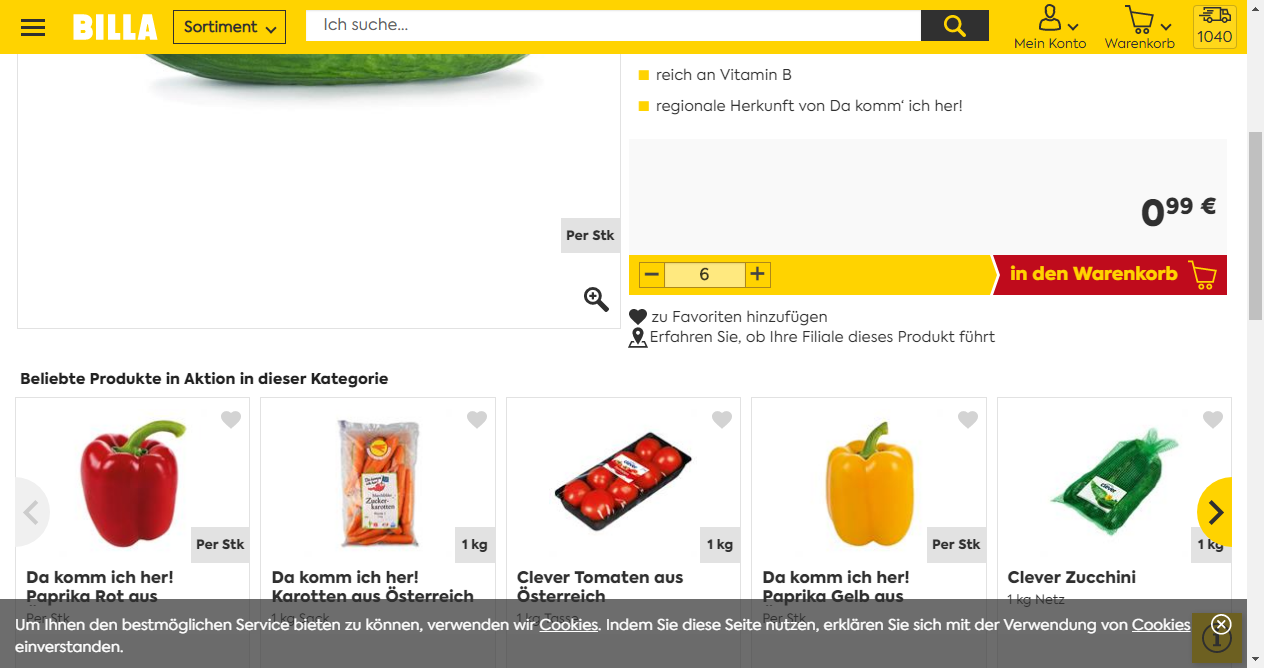 BILLA
Sortiment
Ich suche...
Mein Konto
Warenkorb
1040
reich an Vitamin B
regionale Herkunft von Da komm‘ ich her!
0⁹⁹ €
Per Stk
6
in den Warenkorb
zu Favoriten hinzufügen
Erfahren Sie, ob Ihre Filiale dieses Produkt führt
Beliebte Produkte in Aktion in dieser Kategorie
Per Stk
1 kg
1 kg
Per Stk
1 kg
Da komm ich her!
Paprika Rot aus
Per Stk
Da komm ich her!
Karotten aus Österreich
1 kg Sack
Clever Tomaten aus
Österreich
1 kg Tasse
Da komm ich her!
Paprika Gelb aus
Per Stk
Clever Zucchini
1 kg Netz
Um Ihnen den bestmöglichen Service bieten zu können, verwenden wir Cookies. Indem Sie diese Seite nutzen, erklären Sie sich mit der Verwendung von Cookies
einverstanden.